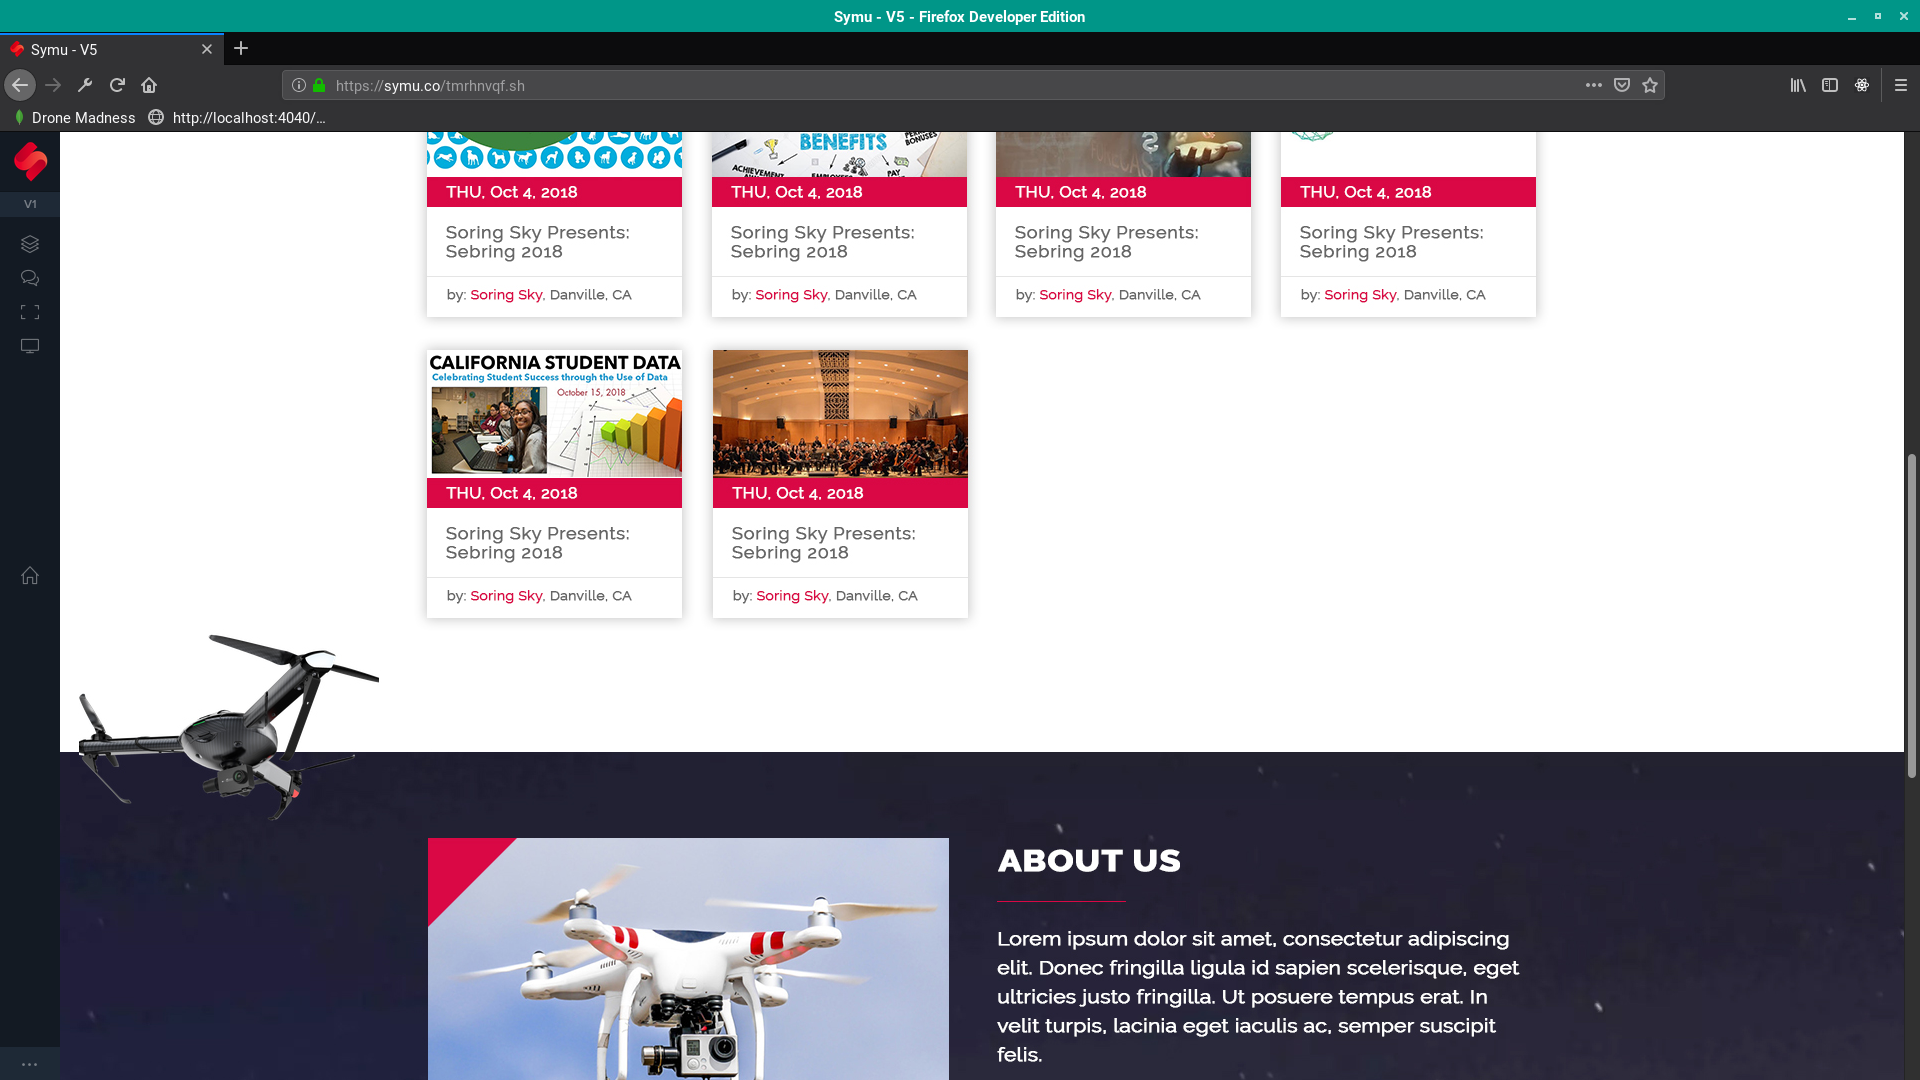 Symu - V5 - Firefox Developer Edition
Symu - V5
https://symu.co/tmrhnvqf.sh
Drone Madness
http://localhost:4040/...
V1
BENEFITS
BONUSES
ACHIEVEMENT
PAY
THU, Oct 4, 2018
THU, Oct 4, 2018
THU, Oct 4, 2018
THU, Oct 4, 2018
Soring Sky Presents:
Sebring 2018
Soring Sky Presents:
Sebring 2018
Soring Sky Presents:
Sebring 2018
Soring Sky Presents:
Sebring 2018
by: Soring Sky, Danville, CA
by: Soring Sky, Danville, CA
by: Soring Sky, Danville, CA
by: Soring Sky, Danville, CA
CALIFORNIA STUDENT DATA
Celebrating Student Success through the Use of Data
October 15, 2018
THU, Oct 4, 2018
THU, Oct 4, 2018
Soring Sky Presents:
Sebring 2018
Soring Sky Presents:
Sebring 2018
by: Soring Sky, Danville, CA
by: Soring Sky, Danville, CA
ABOUT US
Lorem ipsum dolor sit amet, consectetur adipiscing
elit. Donec fringilla ligula id sapien scelerisque, eget
ultricies justo fringilla. Ut posuere tempus erat. In
velit turpis, lacinia eget iaculis ac, semper suscipit
felis.